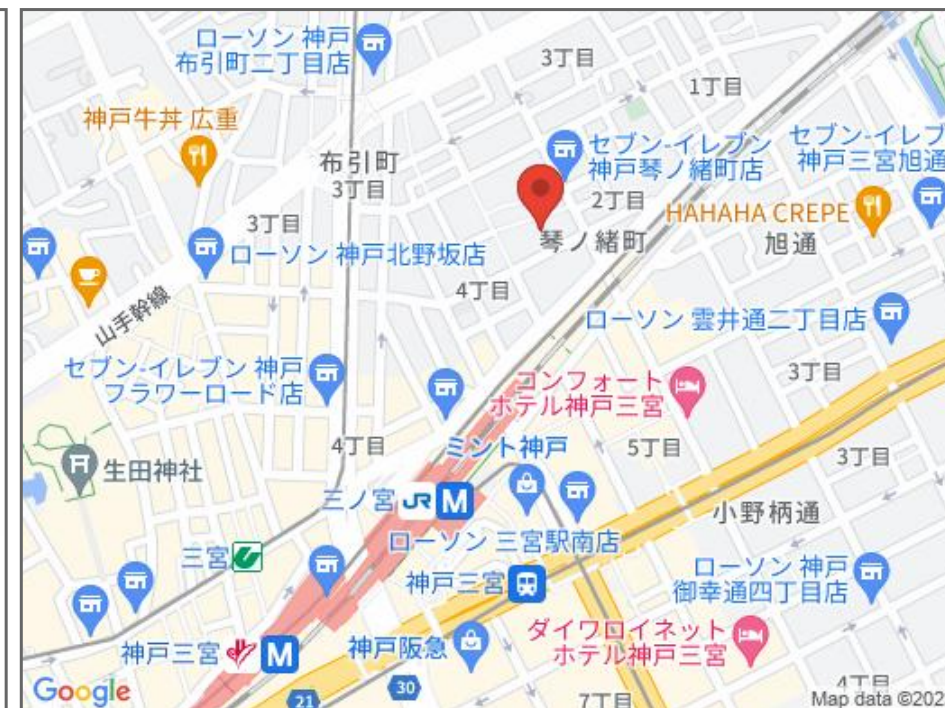 ローソン 神戸
布引町二丁目店
3丁目
1丁目
神戸牛丼 広重
布引町
3丁目
セブン-イレブン
神戸琴ノ緒町店
セブン-イレブ
神戸三宮旭通
2丁目
HAHAHA CREPE
旭通
3丁目
琴ノ緒町
ローソン 神戸北野坂店
4丁目
山手幹線
ローソン 雲井通二丁目店
セブン-イレブン 神戸
フラワーロード店
コンフォート
ホテル神戸三宮
3丁目
4丁目
ミント神戸
5丁目
3丁目
生田神社
三ノ宮 JR M
小野柄通
ローソン 三宮駅南店
三宮
神戸三宮
ローソン 神戸
御幸通四丁目店
神戸三宮 M
神戸阪急
ダイワロイネット
ホテル神戸三宮
4丁目
Google
21
30
7丁目
Map data ©202